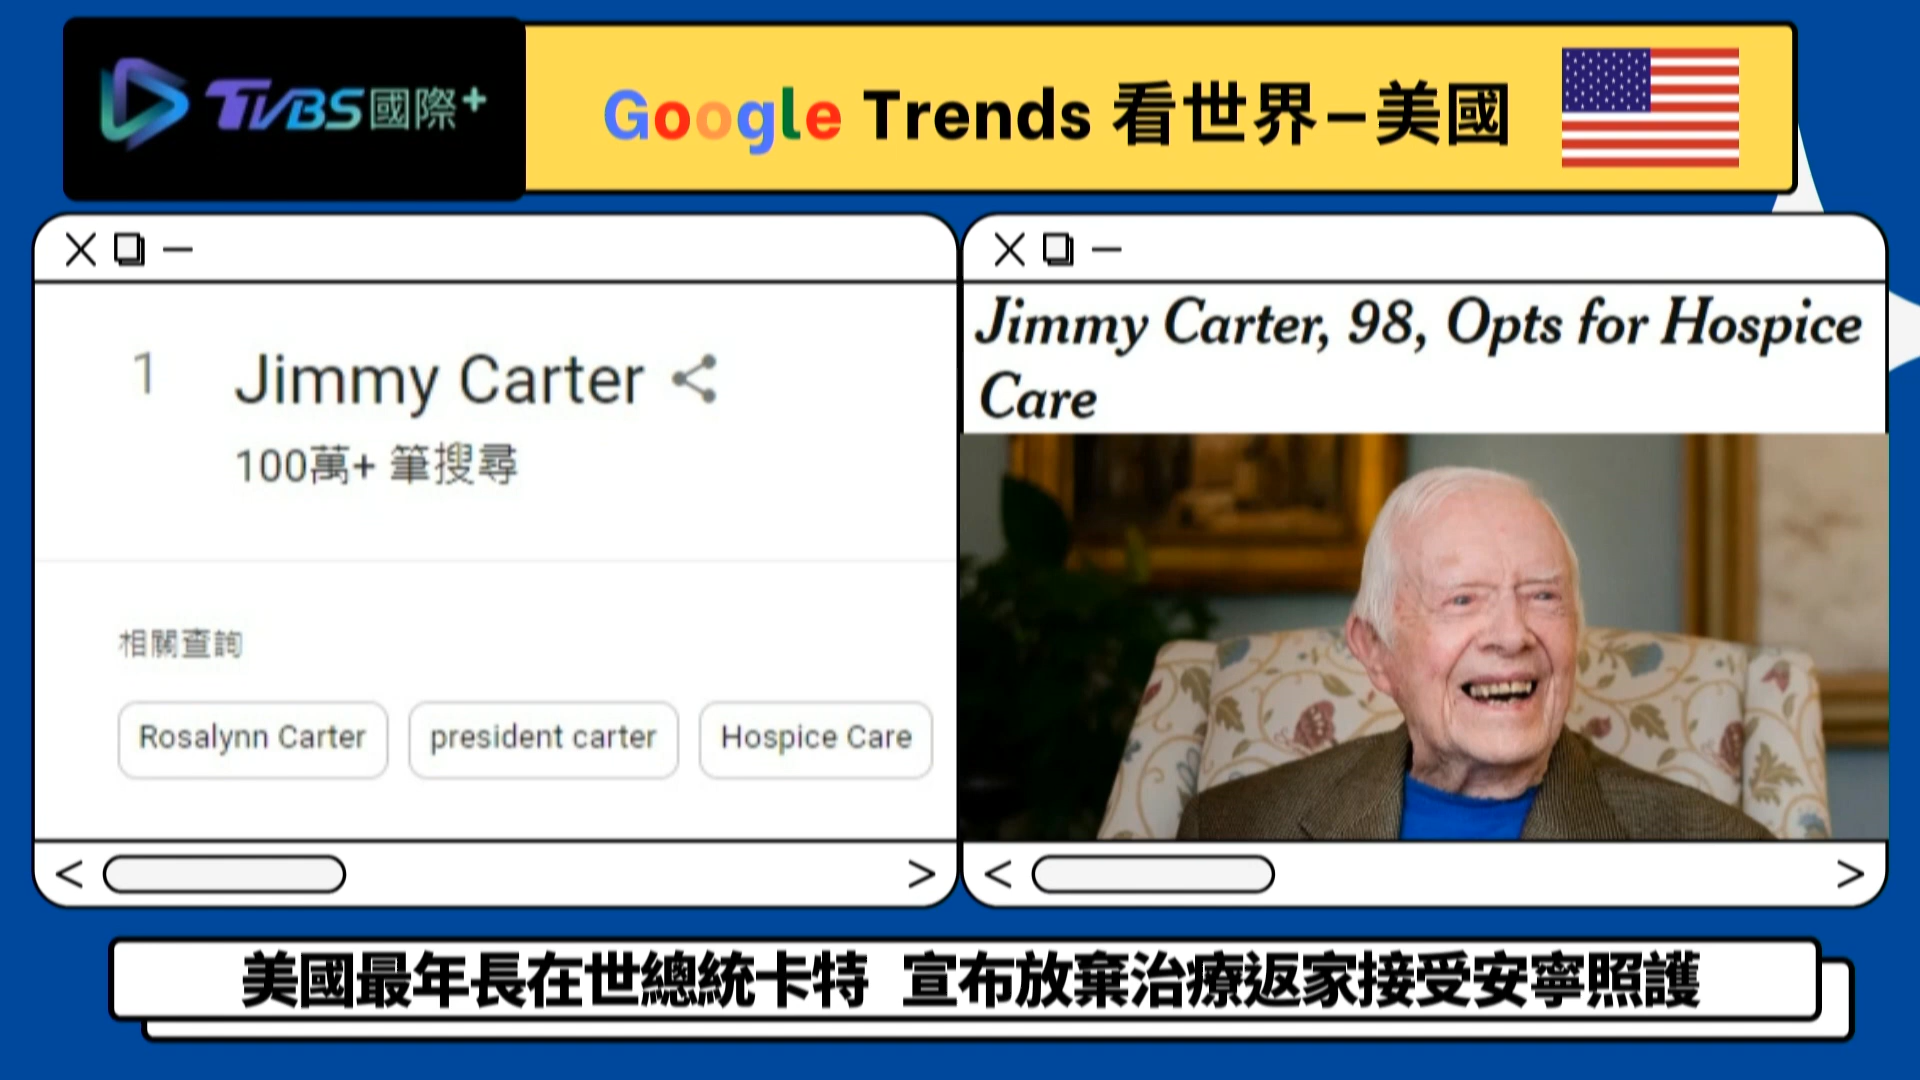 TVBS國際+
Google Trends 看世界-美國
1
Jimmy Carter
100萬+ 筆搜尋
相關查詢
Rosalynn Carter
president carter
Hospice Care
Jimmy Carter, 98, Opts for Hospice
Care
美國最年長在世總統卡特 宣布放棄治療返家接受安寧照護